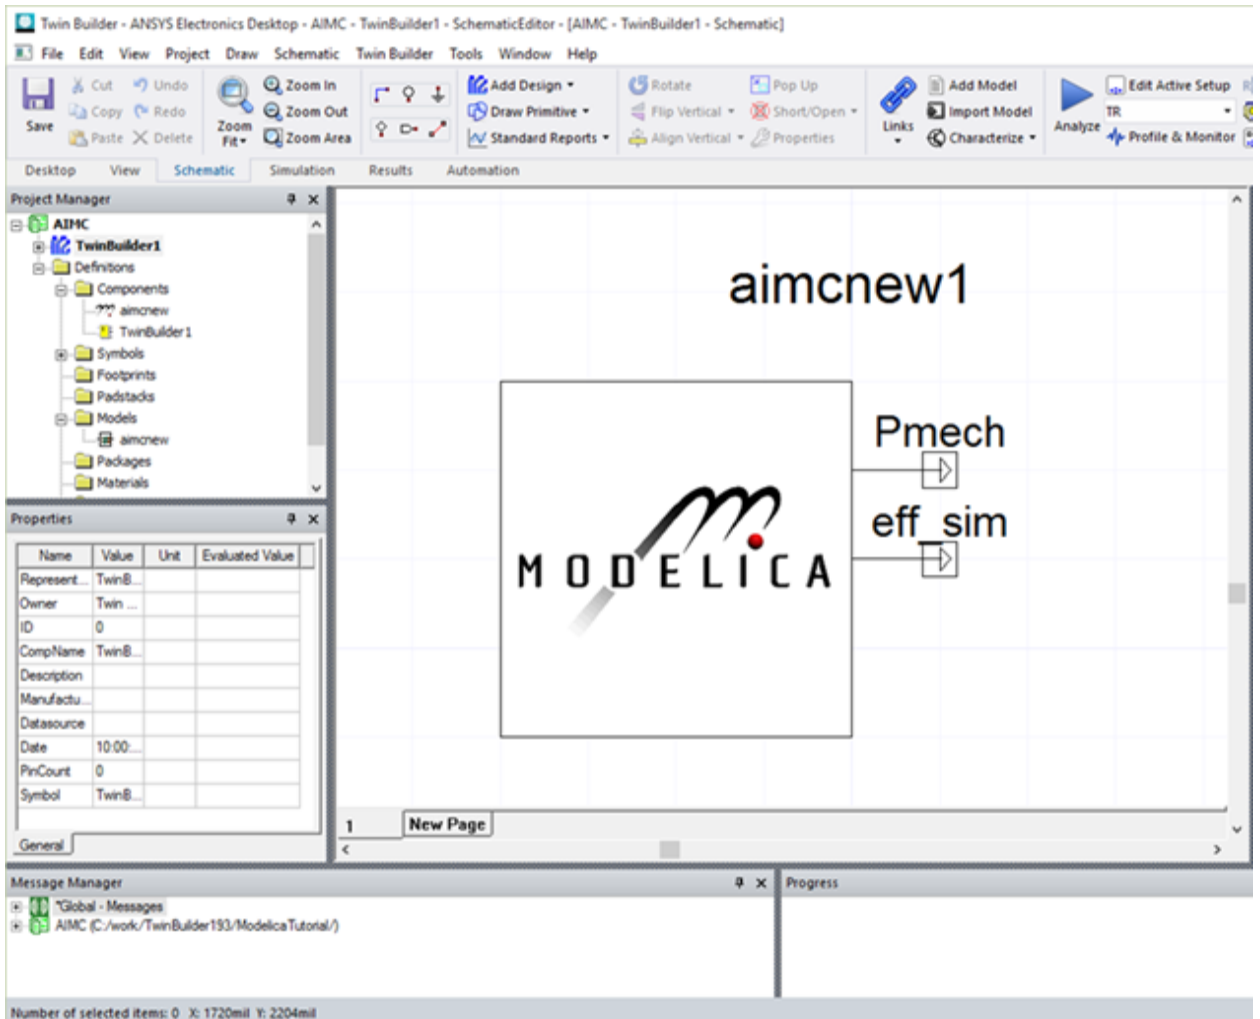 Twin Builder - ANSYS Electronics Desktop - AIMC - TwinBuilder1 - SchematicEditor - [AIMC - TwinBuilder1 - Schematic]
File Edit View Project Draw Schematic Twin Builder Tools Window Help
Save
Cut Undo
Copy Redo
Paste Delete
Zoom Fit
Zoom In
Zoom Out
Zoom Area
Add Design
Draw Primitive
Standard Reports
Rotate
Flip Vertical
Align Vertical
Pop Up
Short/Open
Properties
Links
Add Model
Import Model
Characterize
Analyze
Edit Active Setup
TR
Profile & Monitor
Desktop View Schematic Simulation Results Automation
Project Manager
AIMC
TwinBuilder1
Definitions
Components
aimcnew
TwinBuilder1
Symbols
Footprints
Padstacks
Models
aimcnew
Packages
Materials
Properties
Name Value Unit Evaluated Value
Represent... TwinB...
Owner Twin ...
ID 0
CompName TwinB...
Description
Manufactu...
Datasource
Date 10:00:...
PinCount 0
Symbol TwinB...
General
aimcnew1
Pmech
eff_sim
MODELICA
1 New Page
Message Manager
*Global - Messages
AIMC (C:/work/TwinBuilder193/ModelicaTutorial/)
Progress
Number of selected items: 0 X: 1720mil Y: 2204mil